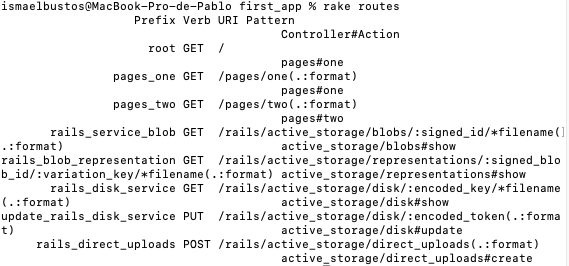 ismaelbustos@MacBook-Pro-de-Pablo first_app % rake routes
Prefix Verb URI Pattern
Controller#Action
root GET /
pages#one
pages_one GET /pages/one(.:format)
pages#one
pages_two GET /pages/two(.:format)
pages#two
rails_service_blob GET /rails/active_storage/blobs/:signed_id/*filename(
.:format) active_storage/blobs#show
rails_blob_representation GET /rails/active_storage/representations/:signed_blo
b_id/:variation_key/*filename(.:format) active_storage/representations#show
rails_disk_service GET /rails/active_storage/disk/:encoded_key/*filename
(.:format) active_storage/disk#show
update_rails_disk_service PUT /rails/active_storage/disk/:encoded_token(.:forma
t) active_storage/disk#update
rails_direct_uploads POST /rails/active_storage/direct_uploads(.:format)
active_storage/direct_uploads#create